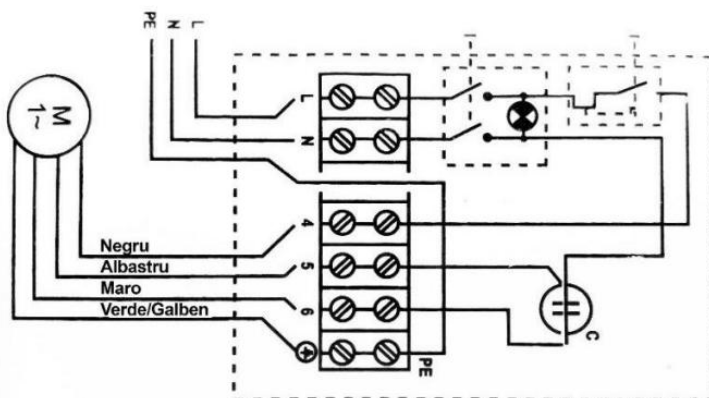 PE N L
M
1~
L
N
4
5
6
PE
C
Negru
Albastru
Maro
Verde/Galben